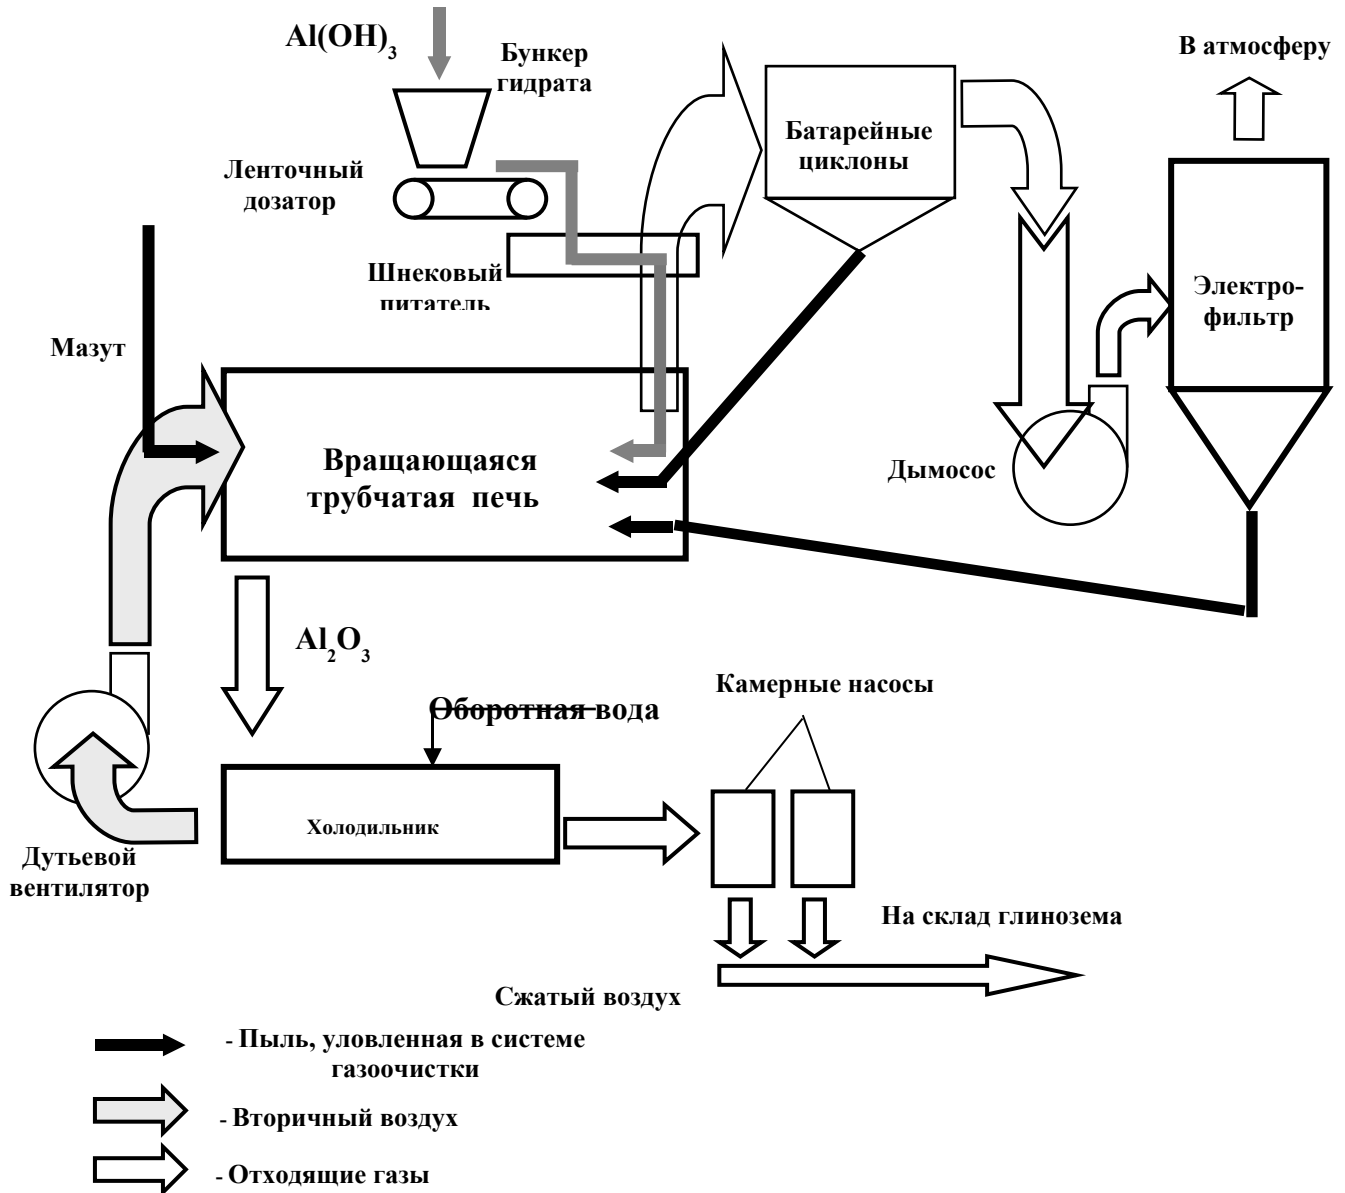 Al(OH)3
Бункер
гидрата
В атмосферу
Батарейные
циклоны
Ленточный
дозатор
Шнековый
питатель
Электро-
фильтр
Мазут
Вращающаяся
трубчатая печь
Дымосос
Al2O3
Камерные насосы
Оборотная вода
Холодильник
Дутьевой
вентилятор
На склад глинозема
Сжатый воздух
- Пыль, уловленная в системе
газоочистки
- Вторичный воздух
- Отходящие газы